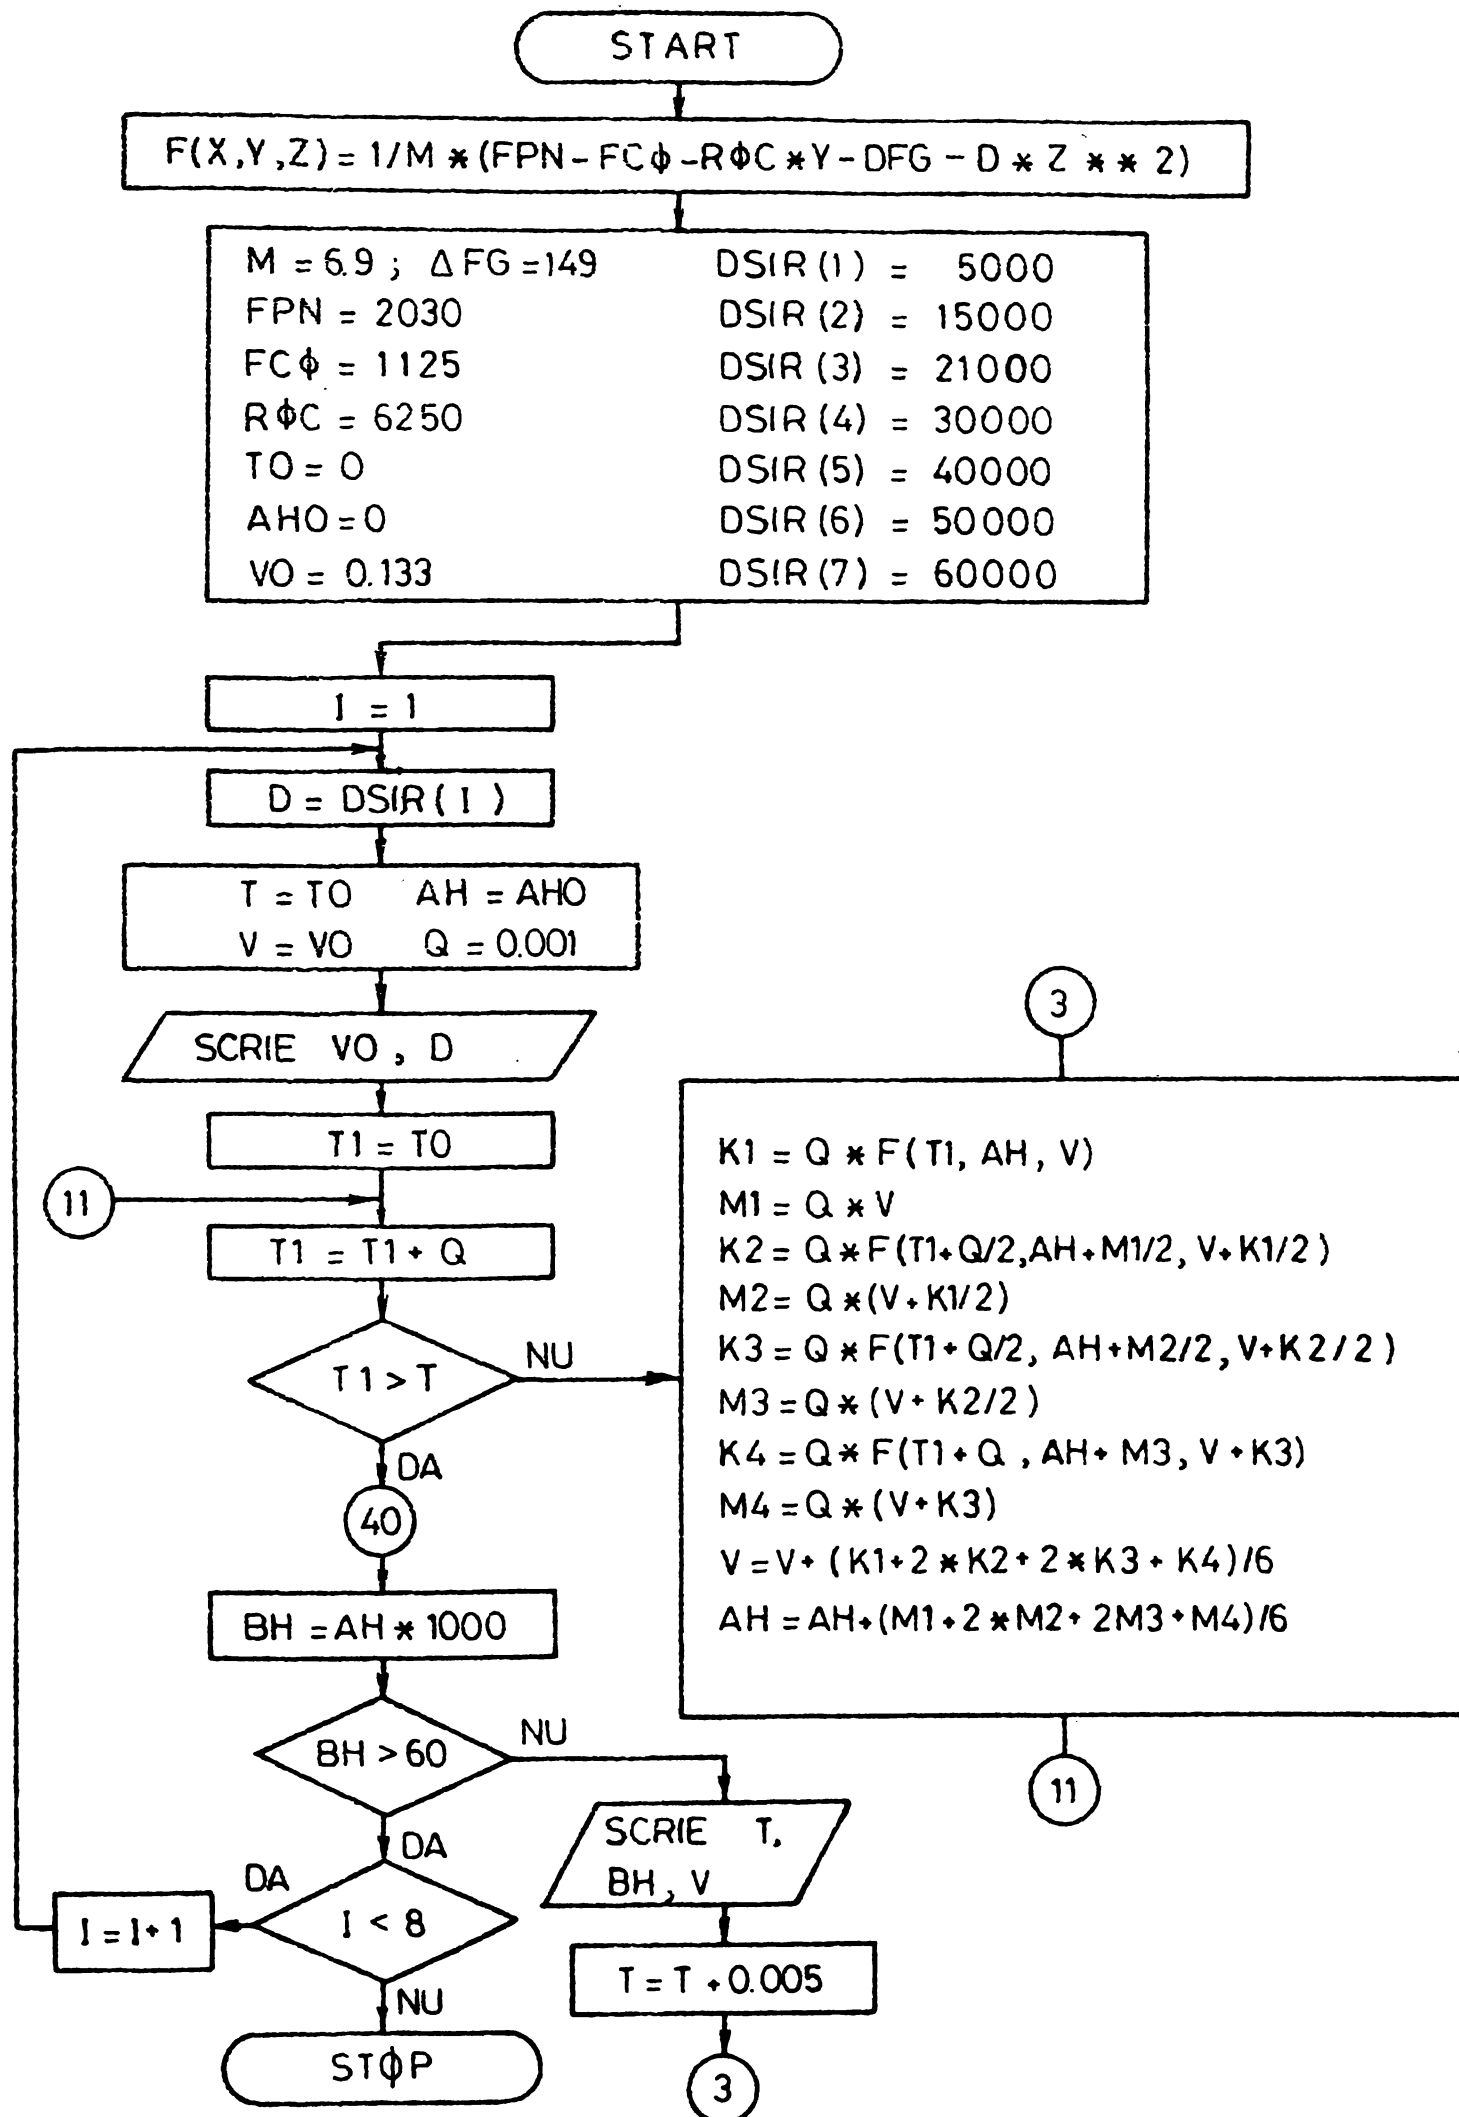 START
F(X,Y,Z) = 1/M * (FPN - FCϕ - RΦC * Y - DFG - D * Z * * 2)
M = 6.9 ; Δ FG = 149
FPN = 2030
FCϕ = 1125
RΦC = 6250
TO = 0
AHO = 0
VO = 0.133
DSIR (1) = 5000
DSIR (2) = 15000
DSIR (3) = 21000
DSIR (4) = 30000
DSIR (5) = 40000
DSIR (6) = 50000
DSIR (7) = 60000
I = 1
D = DSIR ( I )
T = TO AH = AHO
V = VO Q = 0.001
SCRIE VO , D
T1 = TO
11
T1 = T1 + Q
T1 > T
NU
DA
40
BH = AH * 1000
BH > 60
NU
DA
I < 8
DA
I = I + 1
NU
STϕP
SCRIE T,
BH, V
T = T + 0.005
3
3
K1 = Q * F(T1, AH, V)
M1 = Q * V
K2 = Q * F(T1+Q/2,AH+M1/2, V+K1/2)
M2 = Q * (V+K1/2)
K3 = Q * F(T1+Q/2, AH+M2/2, V+K2/2)
M3 = Q * (V+K2/2)
K4 = Q * F(T1+Q , AH+M3, V+K3)
M4 = Q * (V+K3)
V = V + (K1+2 * K2 + 2 * K3 + K4)/6
AH = AH + (M1+2 * M2 + 2M3 + M4)/6
11